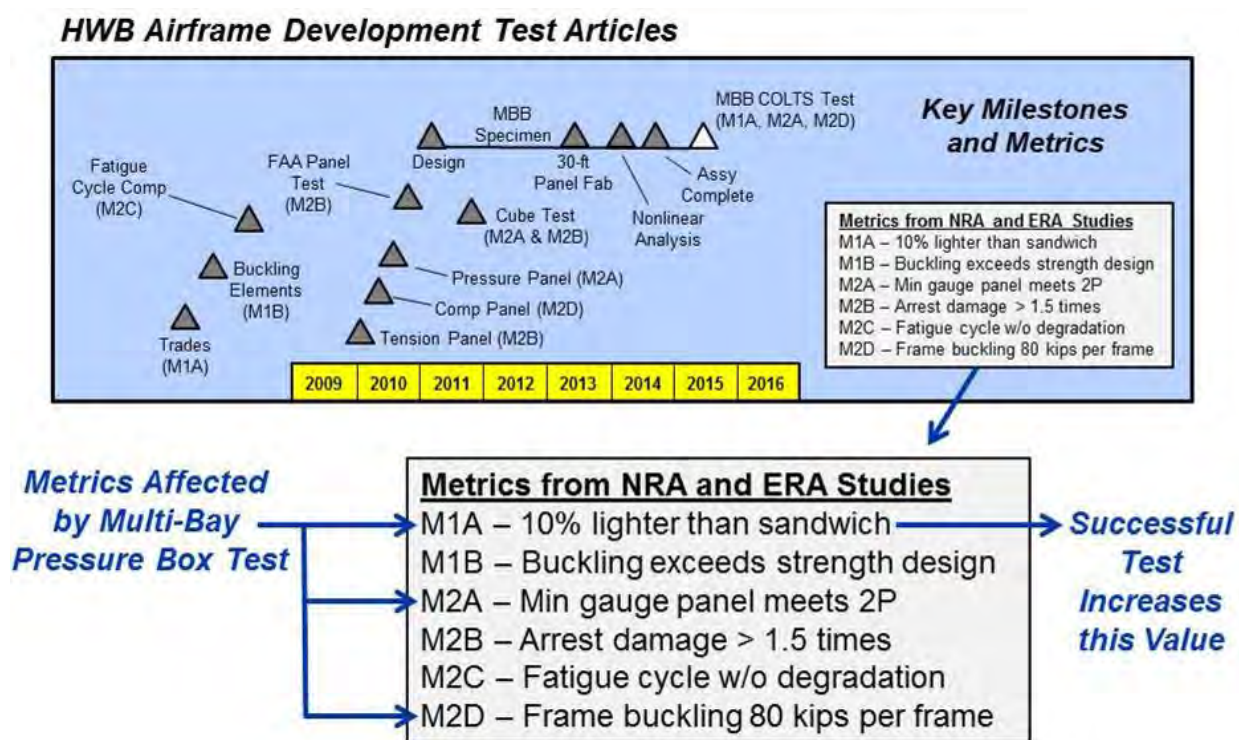 HWB Airframe Development Test Articles
Key Milestones
and Metrics
MBB COLTS Test
(M1A, M2A, M2D)
MBB
Specimen
Design
30-ft
Panel Fab
Assy
Complete
Nonlinear
Analysis
Fatigue
Cycle Comp
(M2C)
FAA Panel
Test
(M2B)
Cube Test
(M2A & M2B)
Buckling
Elements
(M1B)
Pressure Panel (M2A)
Comp Panel (M2D)
Trades
(M1A)
Tension Panel (M2B)
2009 2010 2011 2012 2013 2014 2015 2016
Metrics from NRA and ERA Studies
M1A – 10% lighter than sandwich
M1B – Buckling exceeds strength design
M2A – Min gauge panel meets 2P
M2B – Arrest damage > 1.5 times
M2C – Fatigue cycle w/o degradation
M2D – Frame buckling 80 kips per frame
Metrics Affected
by Multi-Bay
Pressure Box Test
Metrics from NRA and ERA Studies
M1A – 10% lighter than sandwich
M1B – Buckling exceeds strength design
M2A – Min gauge panel meets 2P
M2B – Arrest damage > 1.5 times
M2C – Fatigue cycle w/o degradation
M2D – Frame buckling 80 kips per frame
Successful
Test
Increases
this Value